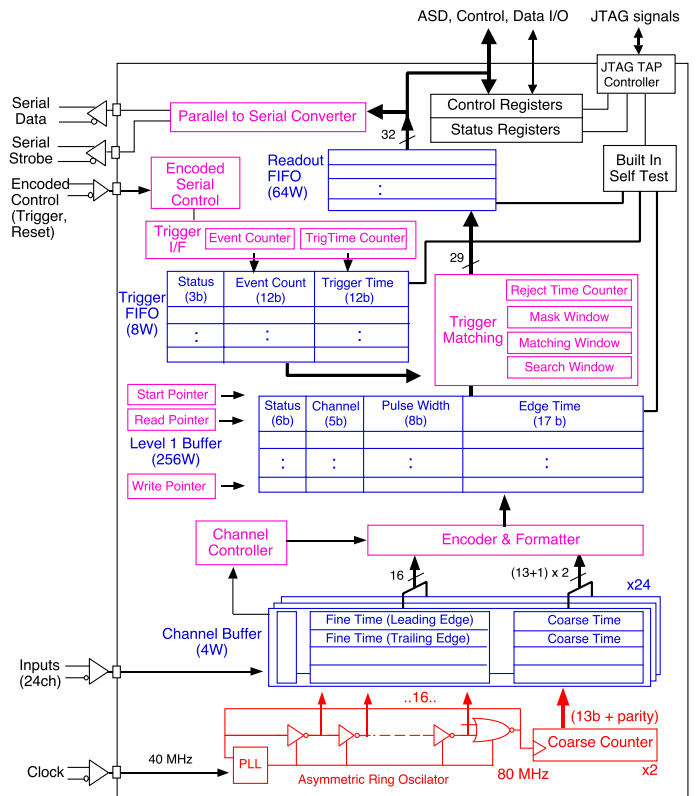 ASD, Control, Data I/O
JTAG signals
JTAG TAP
Controller
Control Registers
Status Registers
Serial
Data
Parallel to Serial Converter
32
Serial
Strobe
Readout
FIFO
(64W)
:
Built In
Self Test
Encoded
Control
(Trigger,
Reset)
Encoded
Serial
Control
Trigger
I/F
Event Counter
TrigTime Counter
29
Trigger
FIFO
(8W)
Status
(3b)
Event Count
(12b)
Trigger Time
(12b)
: : :
Trigger
Matching
Reject Time Counter
Mask Window
Matching Window
Search Window
Start Pointer
Read Pointer
Level 1 Buffer
(256W)
Write Pointer
Status
(6b)
Channel
(5b)
Pulse Width
(8b)
Edge Time
(17 b)
: : : :
Channel
Controller
Encoder & Formatter
16
(13+1) x 2
x24
Channel Buffer
(4W)
Fine Time (Leading Edge)
Fine Time (Trailing Edge)
Coarse Time
Coarse Time
Inputs
(24ch)
..16..
(13b + parity)
Coarse Counter
x2
Clock
40 MHz
PLL
Asymmetric Ring Oscilator
80 MHz